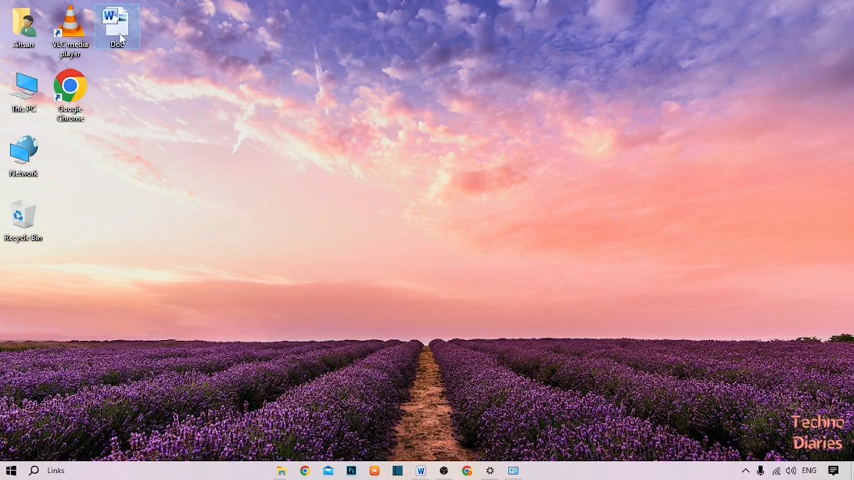 Ahsan
VLC media
player
Doc
This PC
Google
Chrome
Network
Recycle Bin
Techno
Diaries
Links
ENG